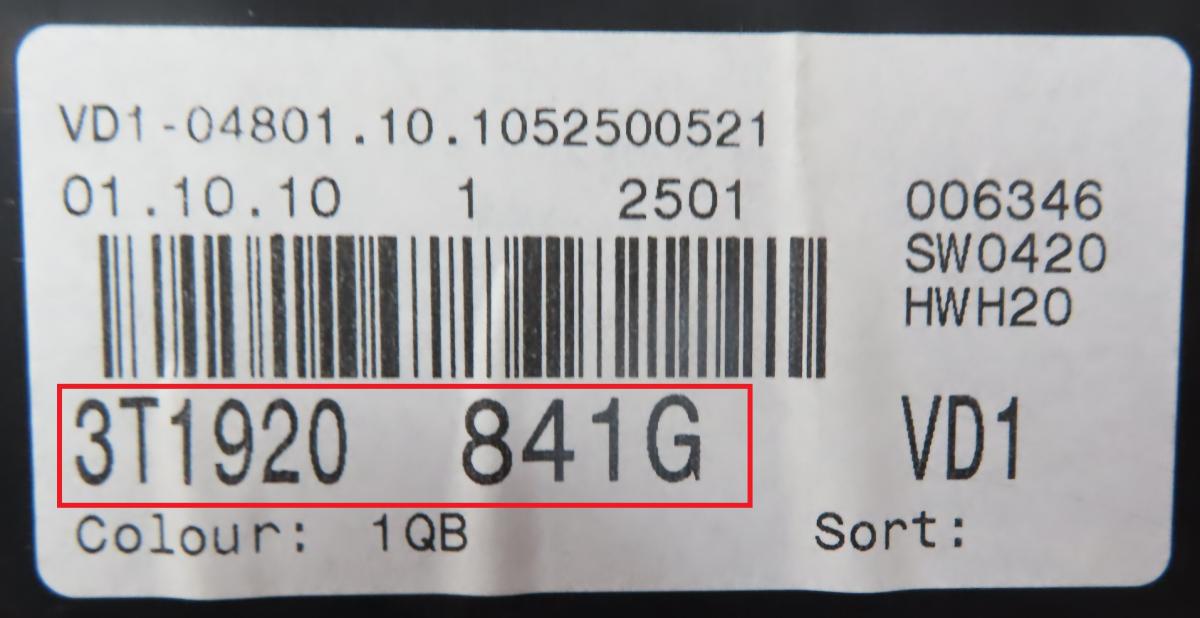 VD1-04801.10.1052500521
01.10.10 1 2501 006346
SW0420
HWH20
3T1920 841G VD1
Colour: 1QB Sort: